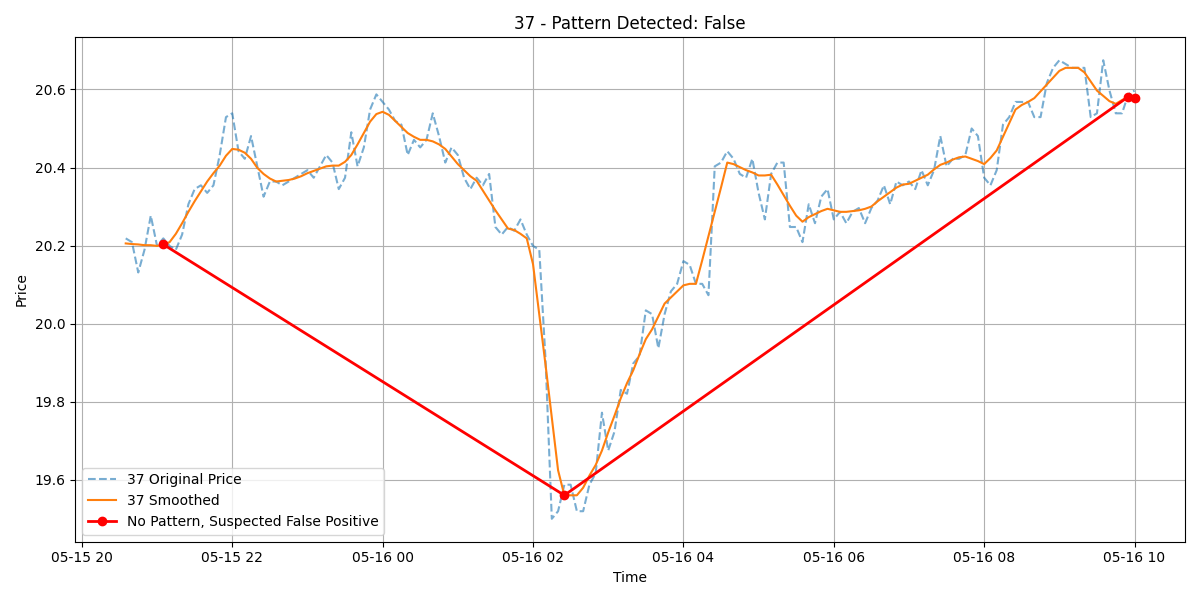 37 - Pattern Detected: False
Price
20.6
20.4
20.2
20.0
19.8
19.6
37 Original Price
37 Smoothed
No Pattern, Suspected False Positive
05-15 20 05-15 22 05-16 00 05-16 02 05-16 04 05-16 06 05-16 08 05-16 10
Time